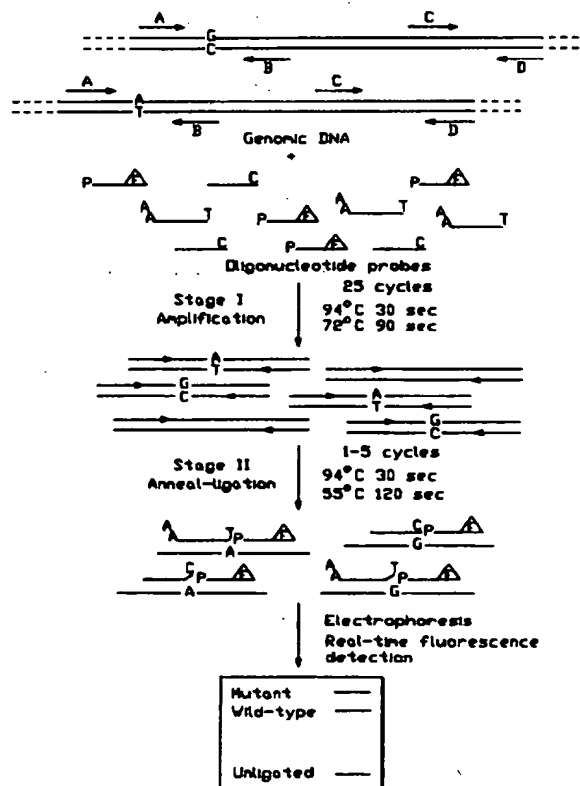 A G C
C B D
A A C
T B D
Genomic DNA
+
P F C P F
A A T P F A A T A A T
C P F C
Oligonucleotide probes
25 cycles
Stage I
Amplification
94°C 30 sec
72°C 90 sec
A
T
G
C
A
T
G
C
1-5 cycles
Stage II
Anneal-ligation
94°C 30 sec
55°C 120 sec
A A T P F
A
C P F
G
C P F
A
A A T P F
G
Electrophoresis
Real-time fluorescence
detection
Mutant
Wild-type
Unligated